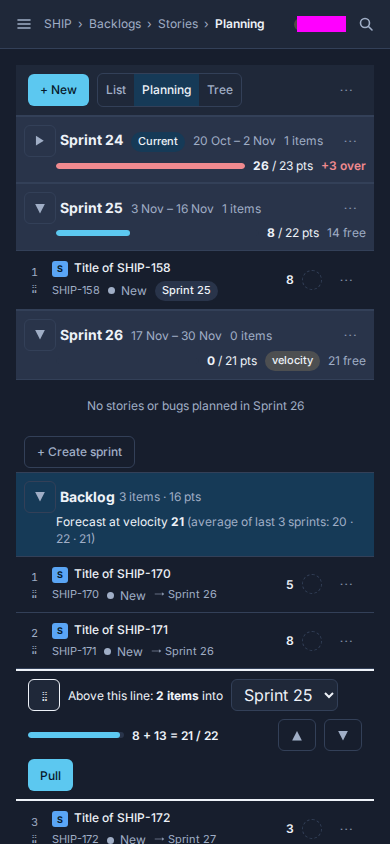 SHIP › Backlogs › Stories › Planning
+ New List Planning Tree ...
Sprint 24 Current 20 Oct – 2 Nov 1 items ...
26 / 23 pts +3 over
Sprint 25 3 Nov – 16 Nov 1 items ...
8 / 22 pts 14 free
1 S Title of SHIP-158 8 ...
SHIP-158 New Sprint 25
Sprint 26 17 Nov – 30 Nov 0 items ...
0 / 21 pts velocity 21 free
No stories or bugs planned in Sprint 26
+ Create sprint
Backlog 3 items · 16 pts
Forecast at velocity 21 (average of last 3 sprints: 20 ·
22 · 21)
1 S Title of SHIP-170 5 ...
SHIP-170 New → Sprint 26
2 S Title of SHIP-171 8 ...
SHIP-171 New → Sprint 26
Above this line: 2 items into Sprint 25
8 + 13 = 21 / 22
Pull
3 S Title of SHIP-172 3 ...
SHIP-172 New → Sprint 27